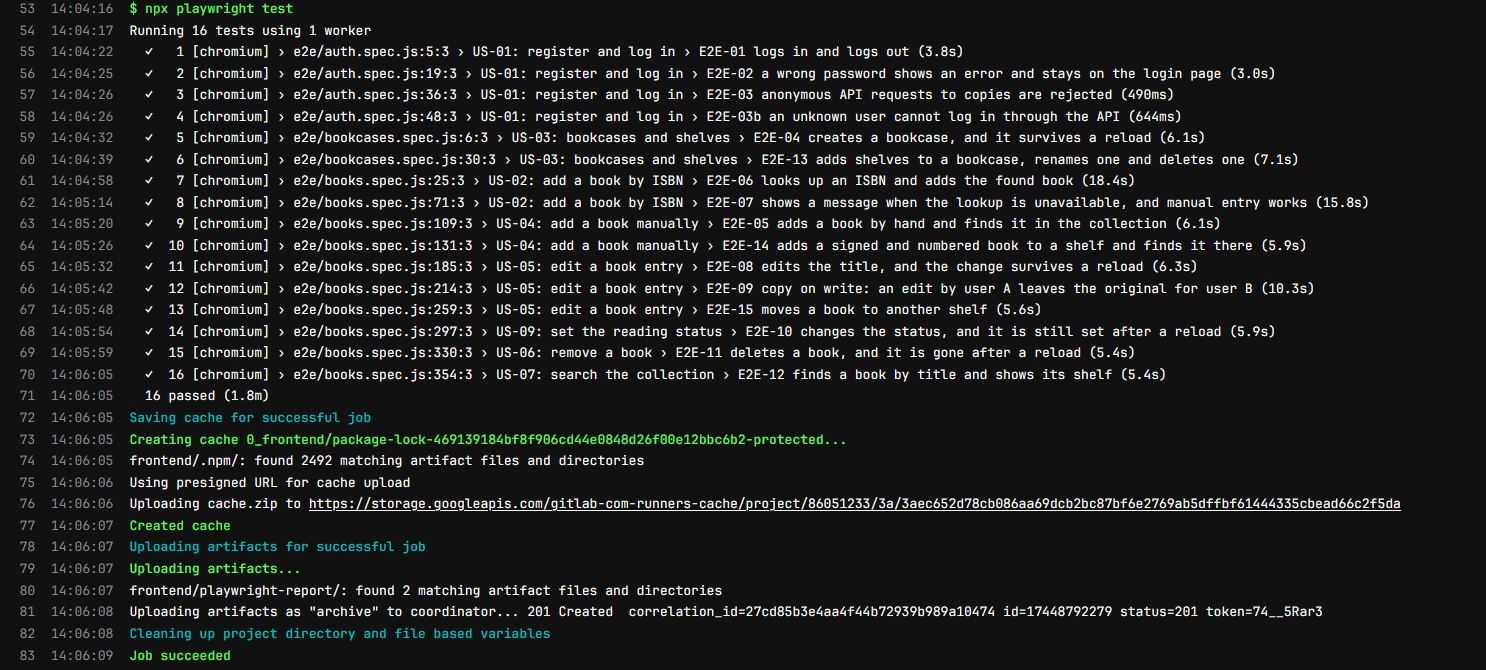 53 14:04:16 $ npx playwright test
54 14:04:17 Running 16 tests using 1 worker
55 14:04:22 ✓ 1 [chromium] › e2e/auth.spec.js:5:3 › US-01: register and log in › E2E-01 logs in and logs out (3.8s)
56 14:04:25 ✓ 2 [chromium] › e2e/auth.spec.js:19:3 › US-01: register and log in › E2E-02 a wrong password shows an error and stays on the login page (3.0s)
57 14:04:26 ✓ 3 [chromium] › e2e/auth.spec.js:36:3 › US-01: register and log in › E2E-03 anonymous API requests to copies are rejected (490ms)
58 14:04:26 ✓ 4 [chromium] › e2e/auth.spec.js:48:3 › US-01: register and log in › E2E-03b an unknown user cannot log in through the API (644ms)
59 14:04:32 ✓ 5 [chromium] › e2e/bookcases.spec.js:6:3 › US-03: bookcases and shelves › E2E-04 creates a bookcase, and it survives a reload (6.1s)
60 14:04:39 ✓ 6 [chromium] › e2e/bookcases.spec.js:30:3 › US-03: bookcases and shelves › E2E-13 adds shelves to a bookcase, renames one and deletes one (7.1s)
61 14:04:58 ✓ 7 [chromium] › e2e/books.spec.js:25:3 › US-02: add a book by ISBN › E2E-06 looks up an ISBN and adds the found book (18.4s)
62 14:05:14 ✓ 8 [chromium] › e2e/books.spec.js:71:3 › US-02: add a book by ISBN › E2E-07 shows a message when the lookup is unavailable, and manual entry works (15.8s)
63 14:05:20 ✓ 9 [chromium] › e2e/books.spec.js:109:3 › US-04: add a book manually › E2E-05 adds a book by hand and finds it in the collection (6.1s)
64 14:05:26 ✓ 10 [chromium] › e2e/books.spec.js:131:3 › US-04: add a book manually › E2E-14 adds a signed and numbered book to a shelf and finds it there (5.9s)
65 14:05:32 ✓ 11 [chromium] › e2e/books.spec.js:185:3 › US-05: edit a book entry › E2E-08 edits the title, and the change survives a reload (6.3s)
66 14:05:42 ✓ 12 [chromium] › e2e/books.spec.js:214:3 › US-05: edit a book entry › E2E-09 copy on write: an edit by user A leaves the original for user B (10.3s)
67 14:05:48 ✓ 13 [chromium] › e2e/books.spec.js:259:3 › US-05: edit a book entry › E2E-15 moves a book to another shelf (5.6s)
68 14:05:54 ✓ 14 [chromium] › e2e/books.spec.js:297:3 › US-09: set the reading status › E2E-10 changes the status, and it is still set after a reload (5.9s)
69 14:05:59 ✓ 15 [chromium] › e2e/books.spec.js:330:3 › US-06: remove a book › E2E-11 deletes a book, and it is gone after a reload (5.4s)
70 14:06:05 ✓ 16 [chromium] › e2e/books.spec.js:354:3 › US-07: search the collection › E2E-12 finds a book by title and shows its shelf (5.4s)
71 14:06:05 16 passed (1.8m)
72 14:06:05 Saving cache for successful job
73 14:06:05 Creating cache 0_frontend/package-lock-469139184bf8f906cd44e0848d26f00e12bbc6b2-protected...
74 14:06:05 frontend/.npm/: found 2492 matching artifact files and directories
75 14:06:06 Using presigned URL for cache upload
76 14:06:06 Uploading cache.zip to https://storage.googleapis.com/gitlab-com-runners-cache/project/86051233/3a/3aec652d78cb086aa69dcb2bc87bf6e2769ab5dffbf61444335cbead66c2f5da
77 14:06:07 Created cache
78 14:06:07 Uploading artifacts for successful job
79 14:06:07 Uploading artifacts...
80 14:06:07 frontend/playwright-report/: found 2 matching artifact files and directories
81 14:06:08 Uploading artifacts as "archive" to coordinator... 201 Created  correlation_id=27cd85b3e4aa4f44b72939b989a10474 id=17448792279 status=201 token=74__5Rar3
82 14:06:08 Cleaning up project directory and file based variables
83 14:06:09 Job succeeded